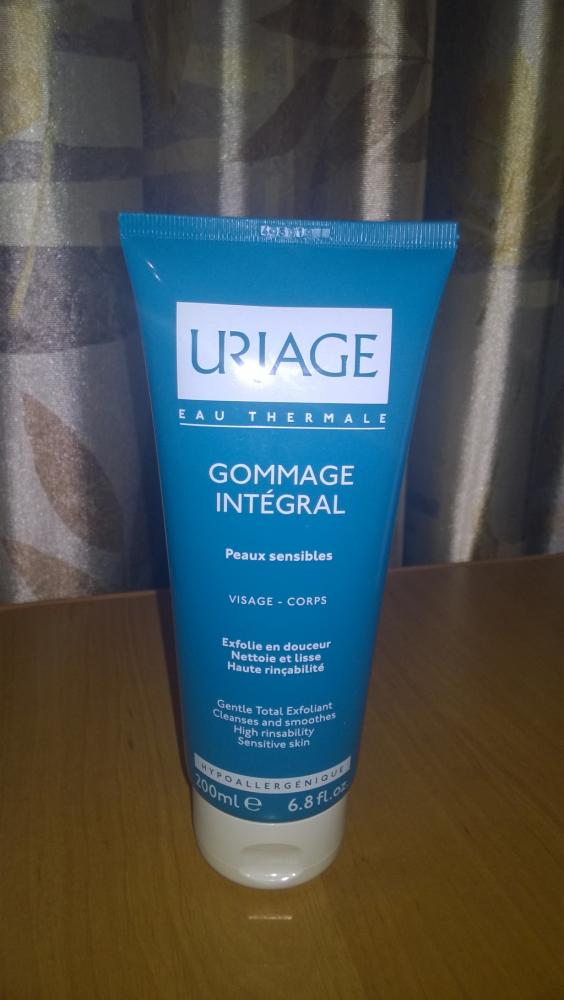 URIAGE
EAU THERMALE
GOMMAGE
INTÉGRAL
Peaux sensibles
VISAGE - CORPS
Exfolie en douceur
Nettoie et lisse
Haute rinçabilité
Gentle Total Exfoliant
Cleanses and smoothes
High rinsability
Sensitive skin
HYPOALLERGÉNIQUE
200ml e 6.8 fl.oz.